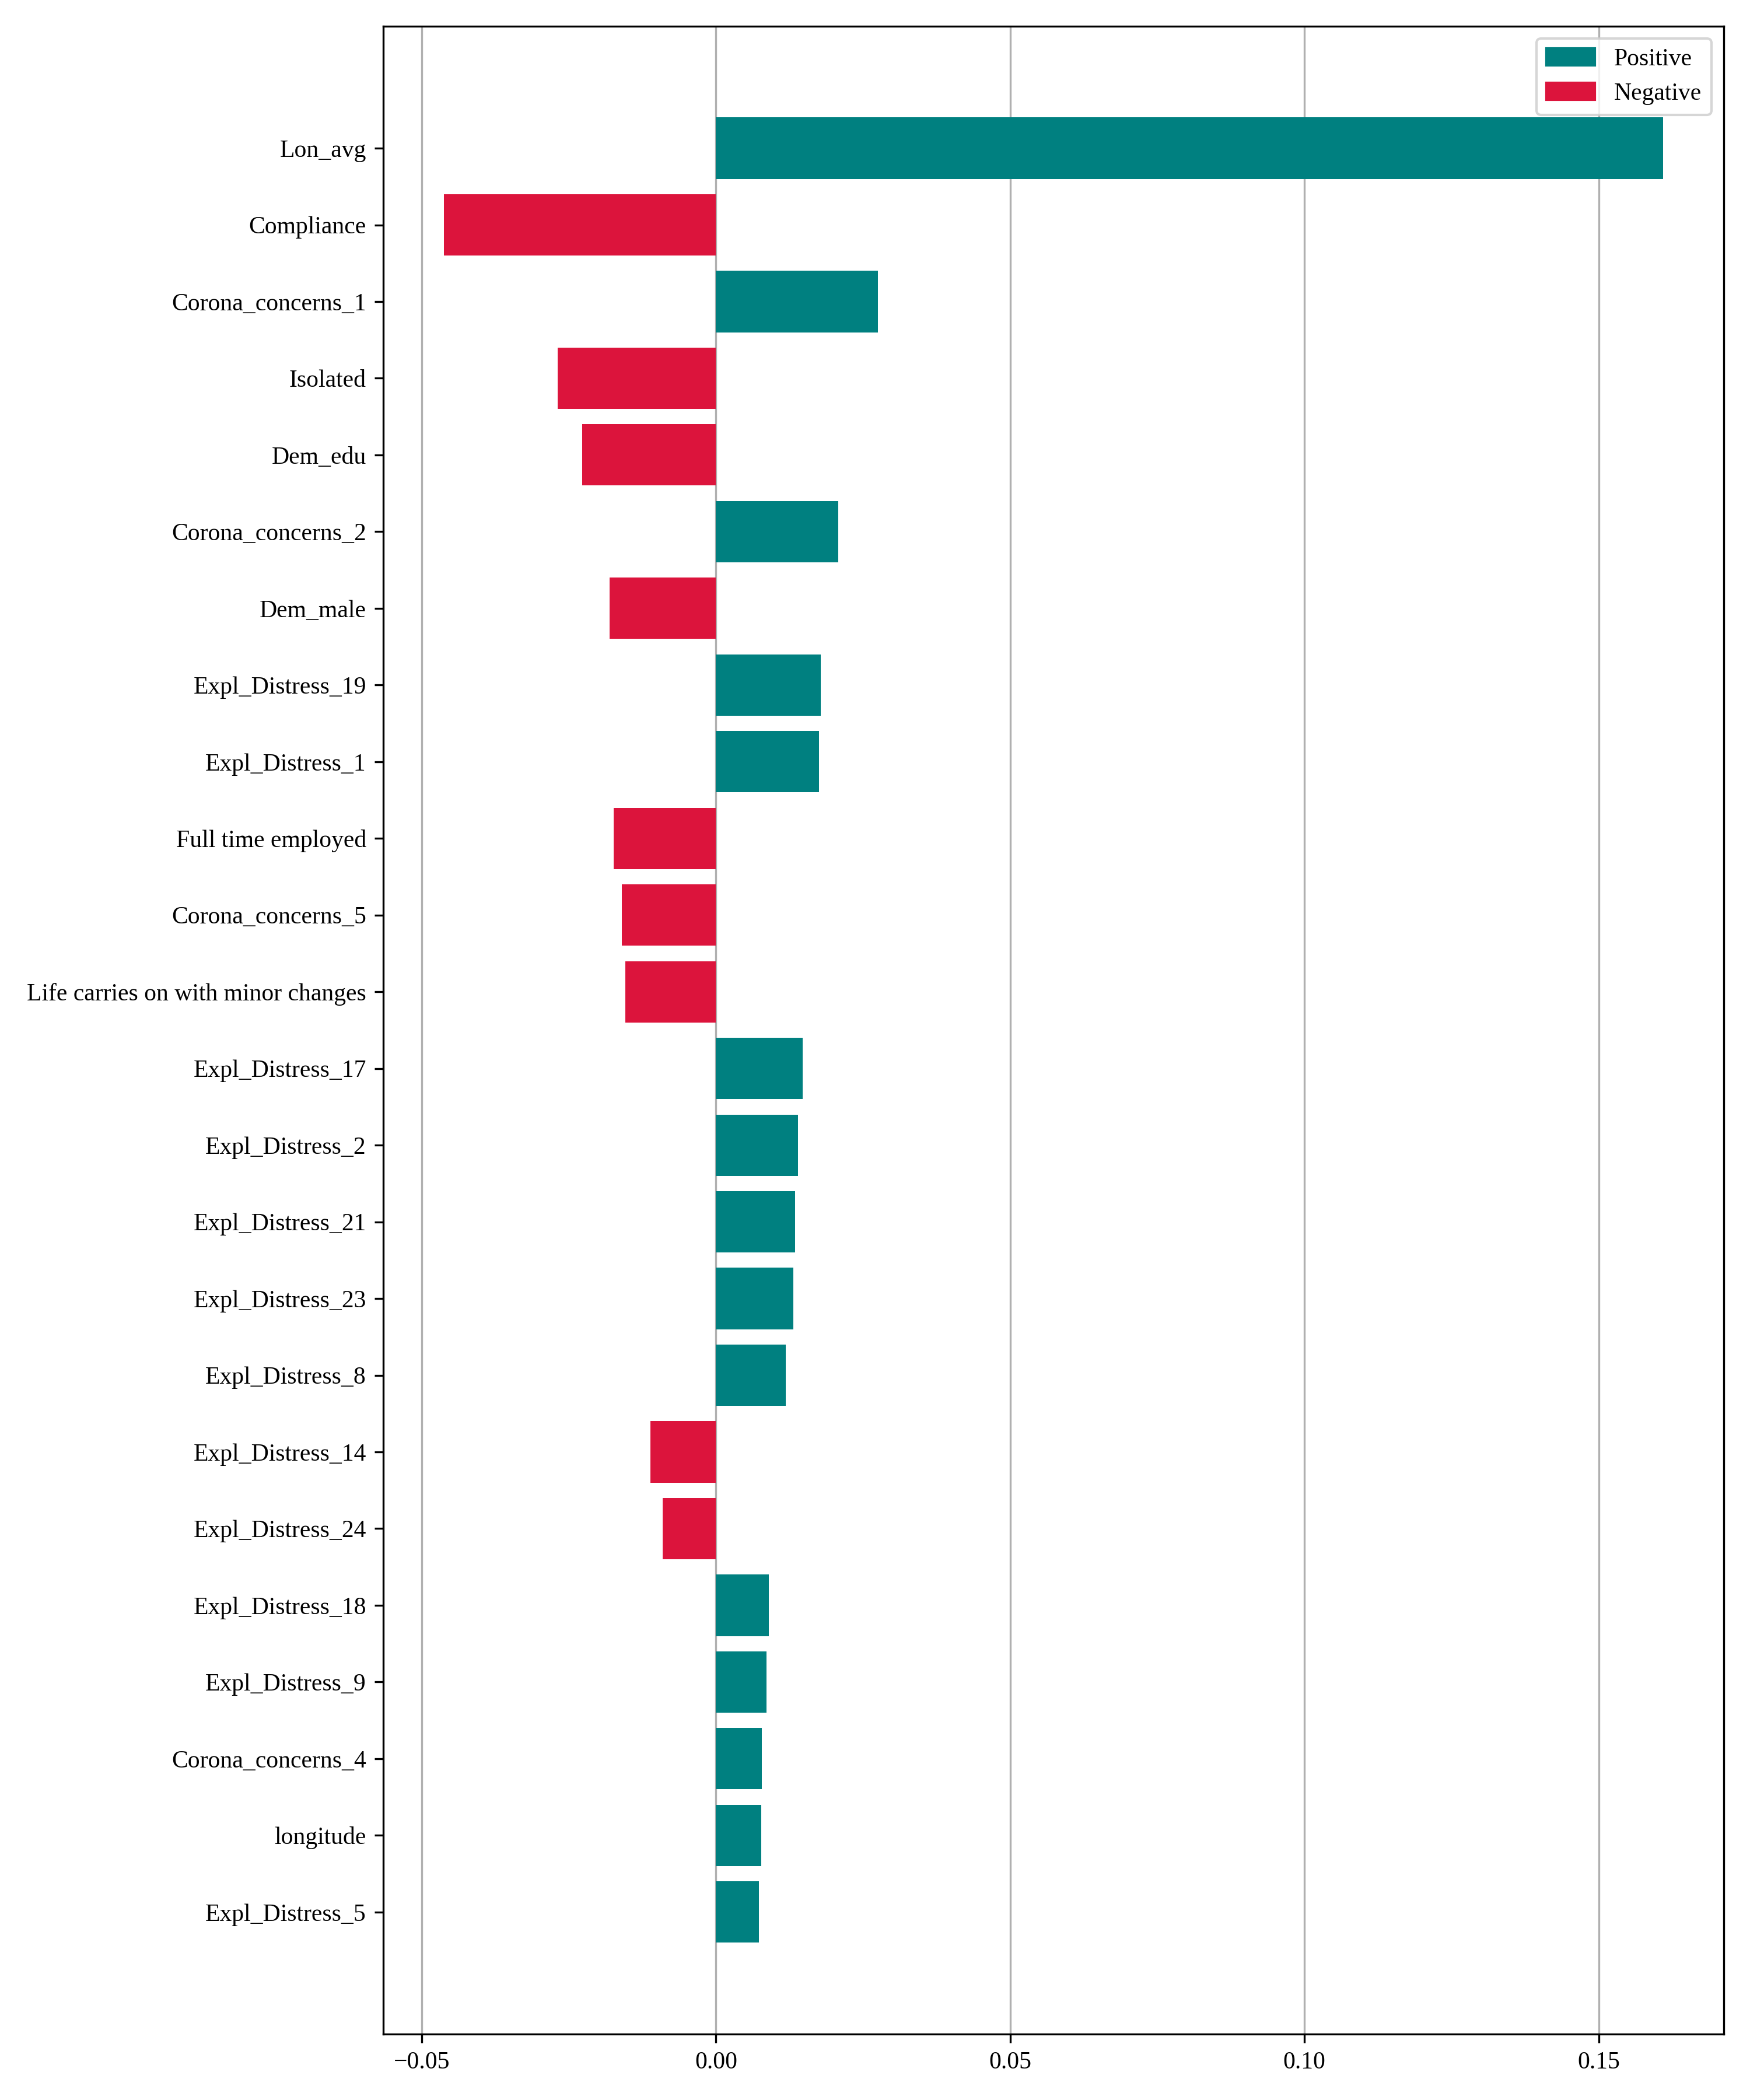 Positive
Negative
Lon_avg
Compliance
Corona_concerns_1
Isolated
Dem_edu
Corona_concerns_2
Dem_male
Expl_Distress_19
Expl_Distress_1
Full time employed
Corona_concerns_5
Life carries on with minor changes
Expl_Distress_17
Expl_Distress_2
Expl_Distress_21
Expl_Distress_23
Expl_Distress_8
Expl_Distress_14
Expl_Distress_24
Expl_Distress_18
Expl_Distress_9
Corona_concerns_4
longitude
Expl_Distress_5
−0.05 0.00 0.05 0.10 0.15